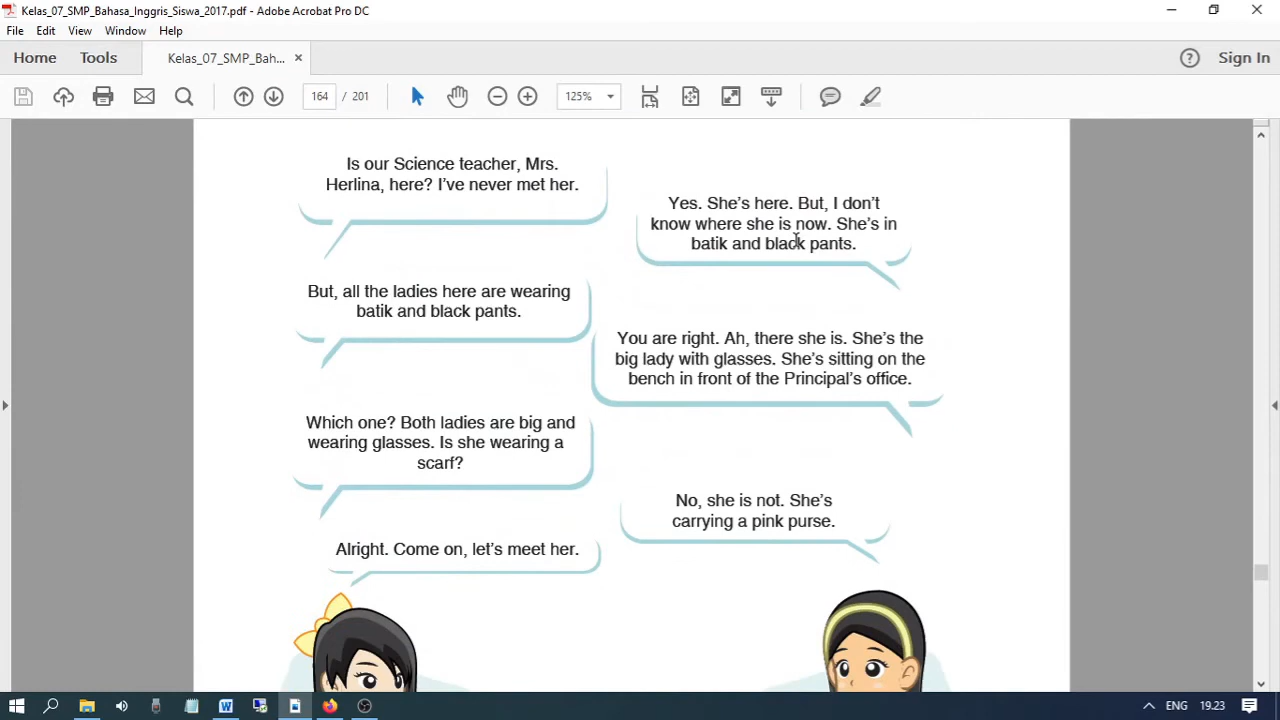 Kelas_07_SMP_Bahasa_Inggris_Siswa_2017.pdf - Adobe Acrobat Pro DC
File Edit View Window Help
Home Tools Kelas_07_SMP_Bah... × Sign In
164 / 201 125%
Is our Science teacher, Mrs.
Herlina, here? I've never met her.
Yes. She's here. But, I don't
know where she is now. She's in
batik and black pants.
But, all the ladies here are wearing
batik and black pants.
You are right. Ah, there she is. She's the
big lady with glasses. She's sitting on the
bench in front of the Principal's office.
Which one? Both ladies are big and
wearing glasses. Is she wearing a
scarf?
No, she is not. She's
carrying a pink purse.
Alright. Come on, let's meet her.
ENG 19.23